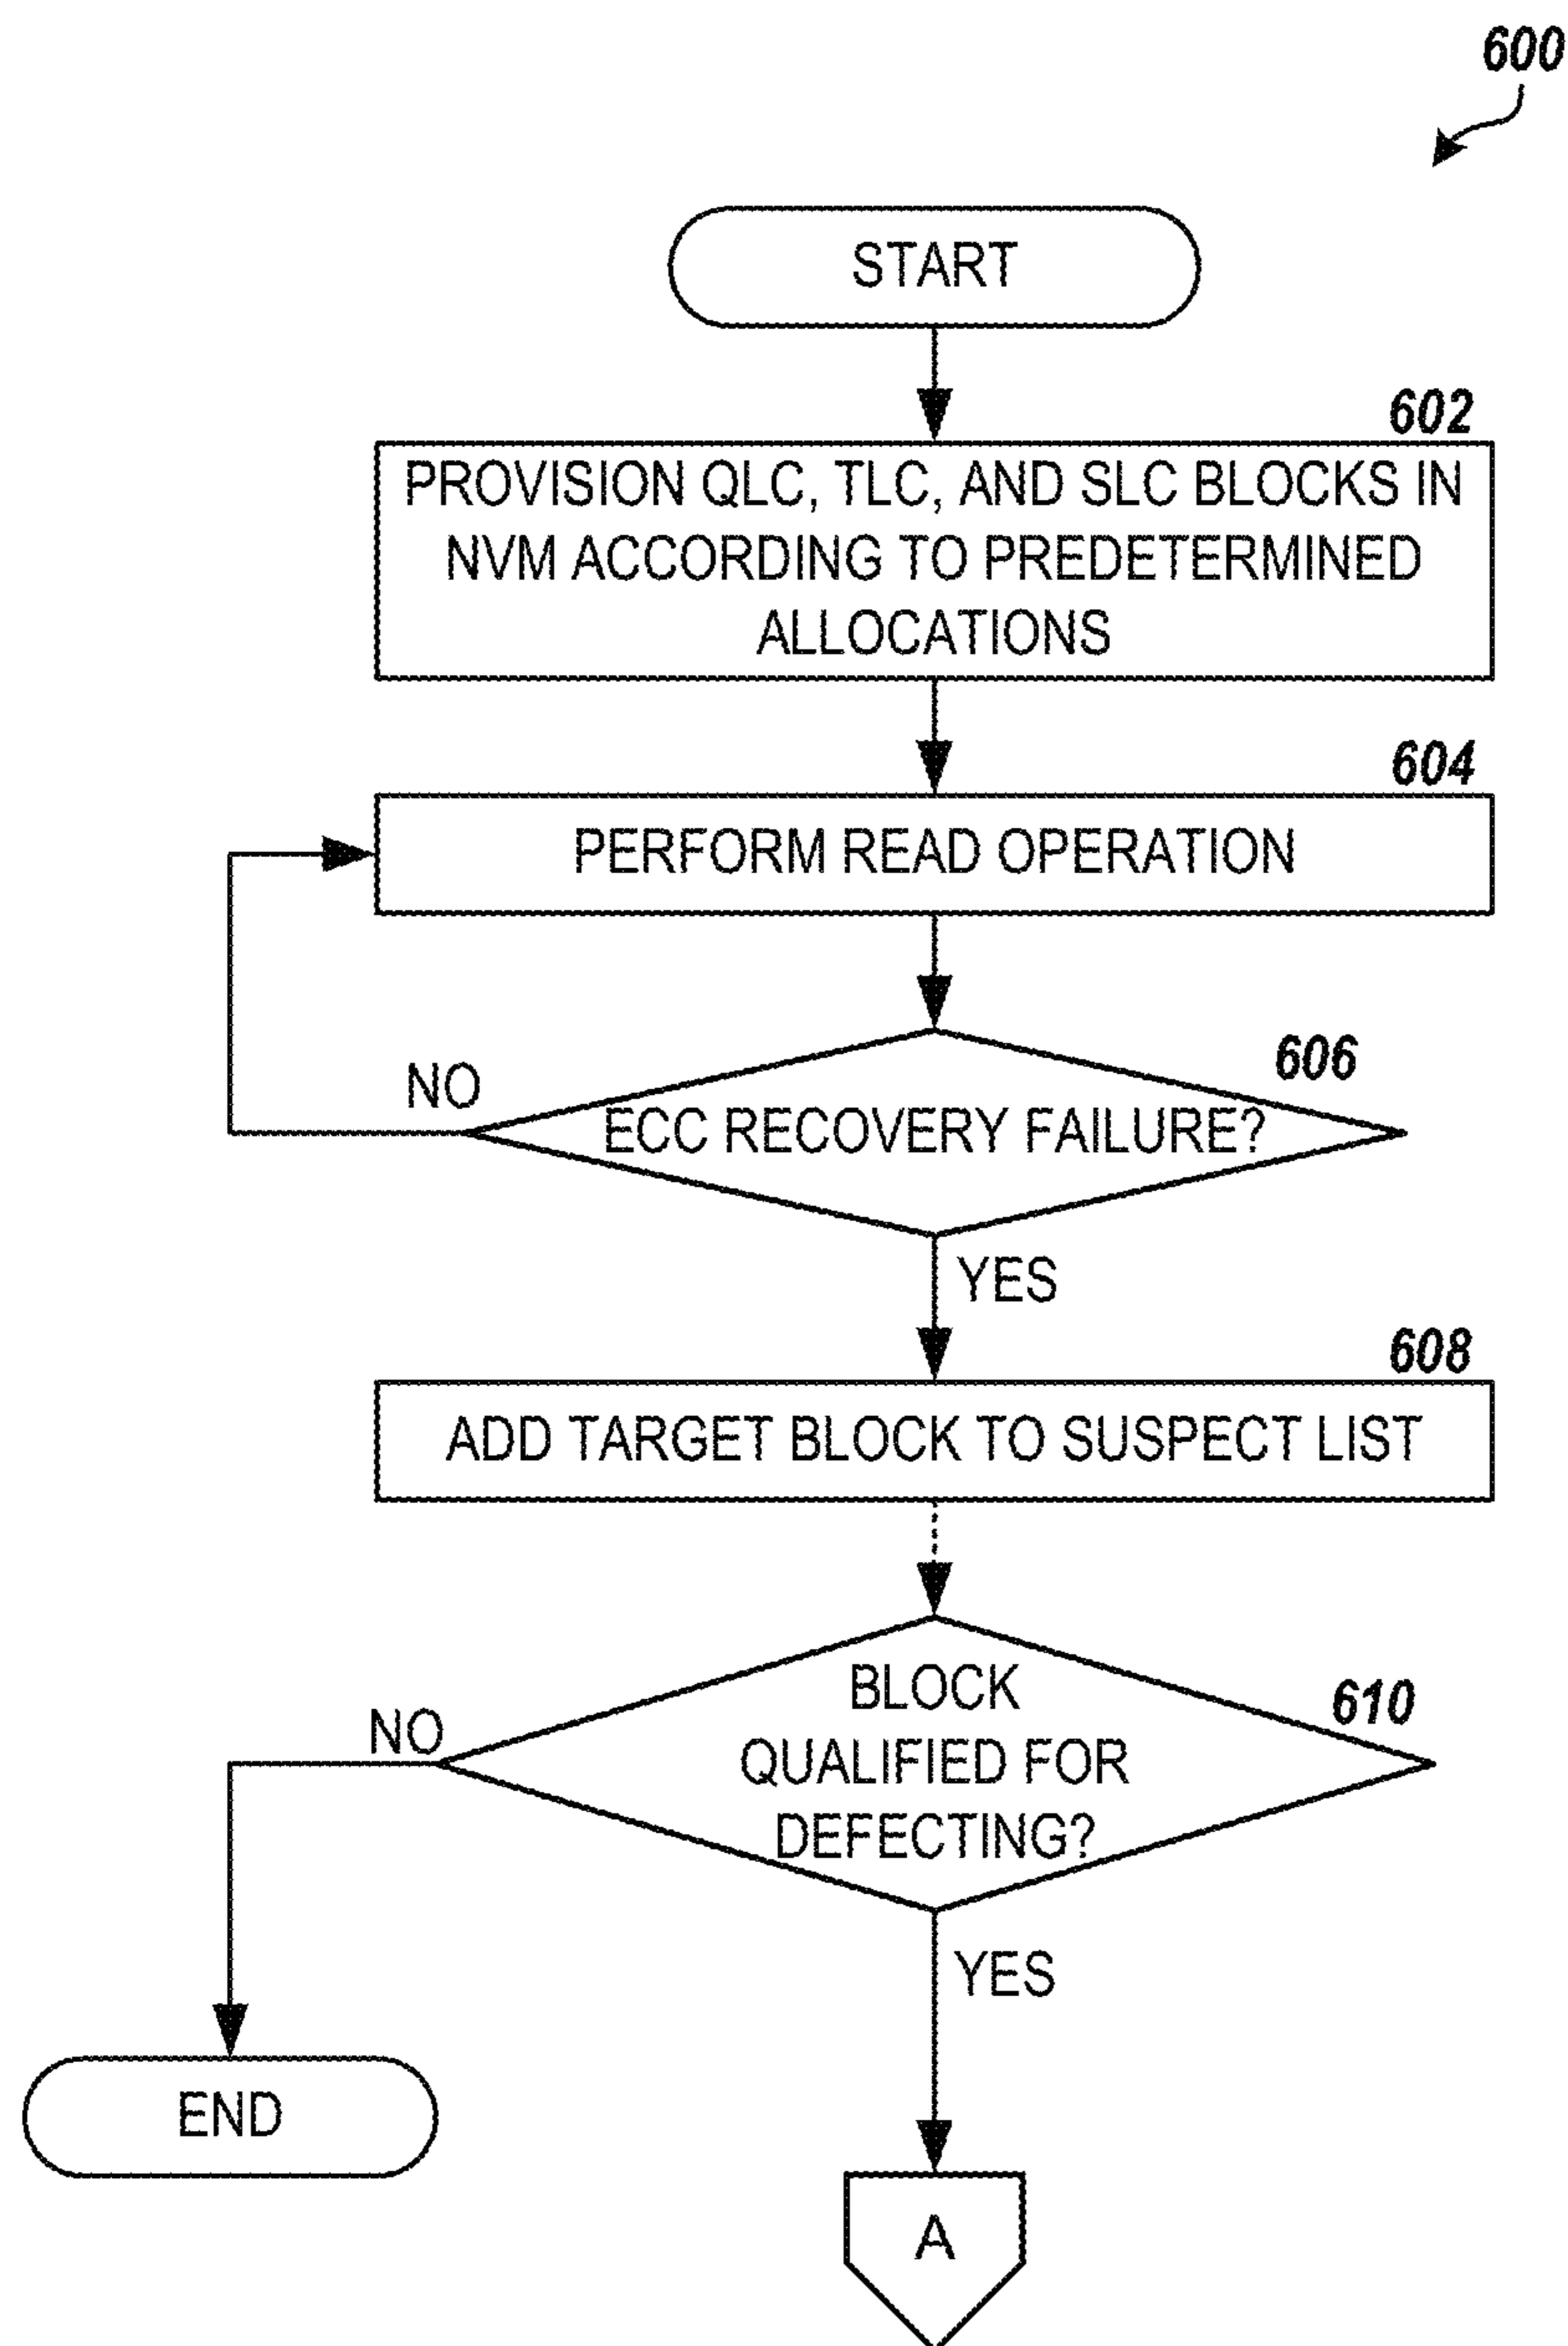 600
START
602
PROVISION QLC, TLC, AND SLC BLOCKS IN
NVM ACCORDING TO PREDETERMINED
ALLOCATIONS
604
PERFORM READ OPERATION
606
NO
ECC RECOVERY FAILURE?
YES
608
ADD TARGET BLOCK TO SUSPECT LIST
BLOCK
610
NO
QUALIFIED FOR
DEFECTING?
YES
END
A